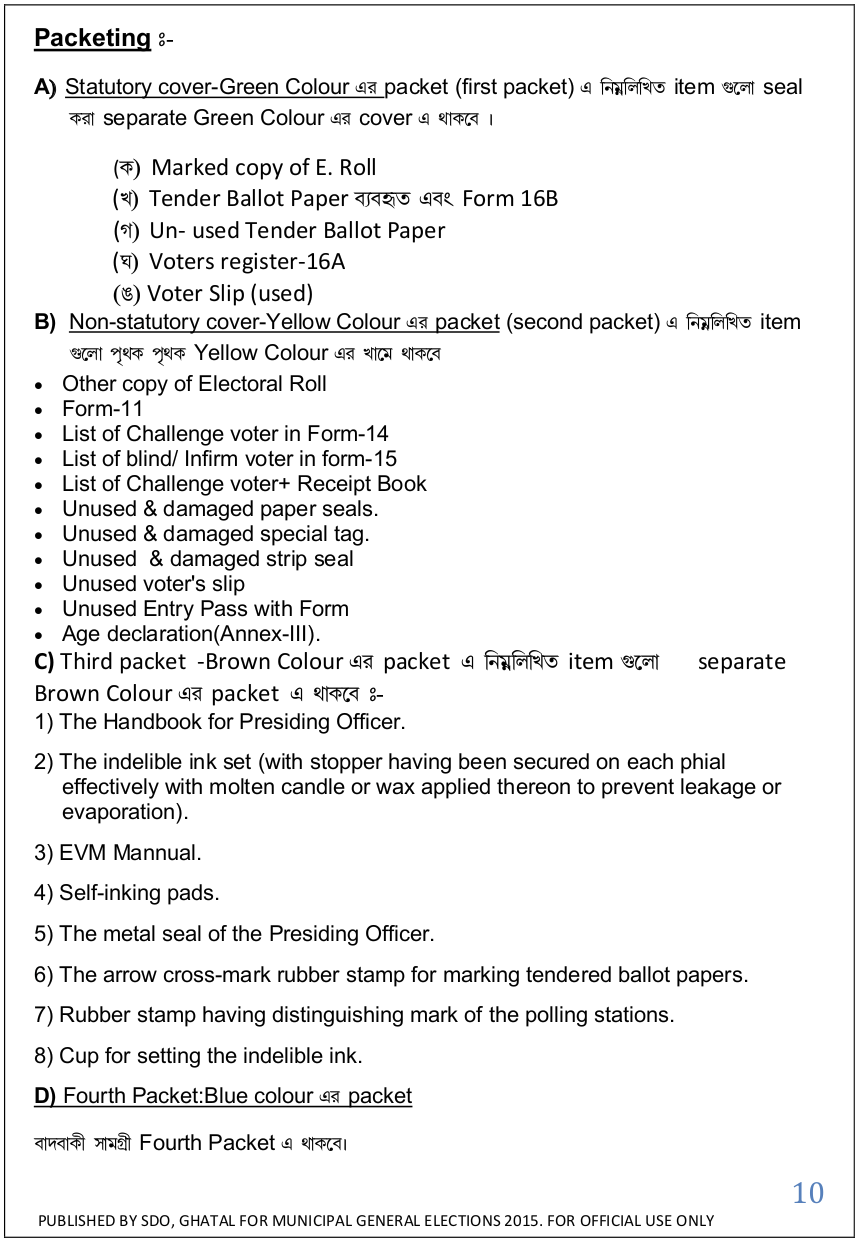 Packeting ঃ-
A) Statutory cover-Green Colour এর packet (first packet) এ নিম্নলিখিত item গুলো seal
করা separate Green Colour এর cover এ থাকবে ।
(ক) Marked copy of E. Roll
(খ) Tender Ballot Paper ব্যবহৃত এবং Form 16B
(গ) Un- used Tender Ballot Paper
(ঘ) Voters register-16A
(ঙ) Voter Slip (used)
B) Non-statutory cover-Yellow Colour এর packet (second packet) এ নিম্নলিখিত item
গুলো পৃথক পৃথক Yellow Colour এর খামে থাকবে
• Other copy of Electoral Roll
• Form-11
• List of Challenge voter in Form-14
• List of blind/ Infirm voter in form-15
• List of Challenge voter+ Receipt Book
• Unused & damaged paper seals.
• Unused & damaged special tag.
• Unused & damaged strip seal
• Unused voter's slip
• Unused Entry Pass with Form
• Age declaration(Annex-III).
C) Third packet -Brown Colour এর packet এ নিম্নলিখিত item গুলো separate
Brown Colour এর packet এ থাকবে ঃ-
1) The Handbook for Presiding Officer.
2) The indelible ink set (with stopper having been secured on each phial
effectively with molten candle or wax applied thereon to prevent leakage or
evaporation).
3) EVM Mannual.
4) Self-inking pads.
5) The metal seal of the Presiding Officer.
6) The arrow cross-mark rubber stamp for marking tendered ballot papers.
7) Rubber stamp having distinguishing mark of the polling stations.
8) Cup for setting the indelible ink.
D) Fourth Packet:Blue colour এর packet
বাদবাকী সামগ্রী Fourth Packet এ থাকবে।
10
PUBLISHED BY SDO, GHATAL FOR MUNICIPAL GENERAL ELECTIONS 2015. FOR OFFICIAL USE ONLY